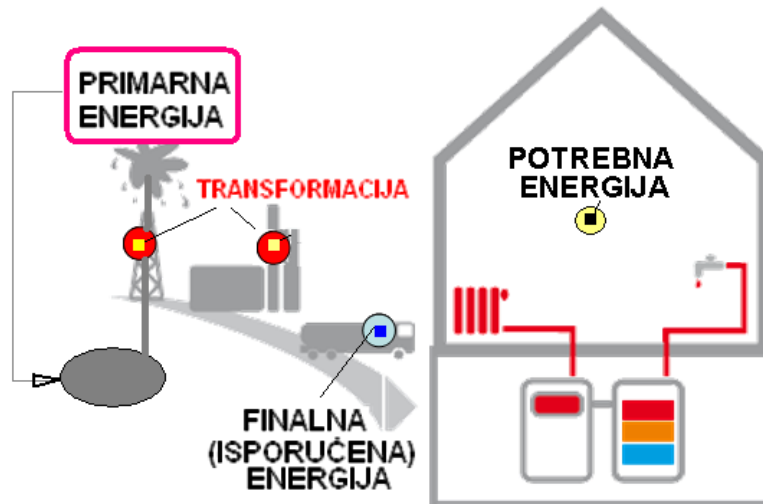 PRIMARNA
ENERGIJA
TRANSFORMACIJA
POTREBNA
ENERGIJA
FINALNA
(ISPORUČENA)
ENERGIJA